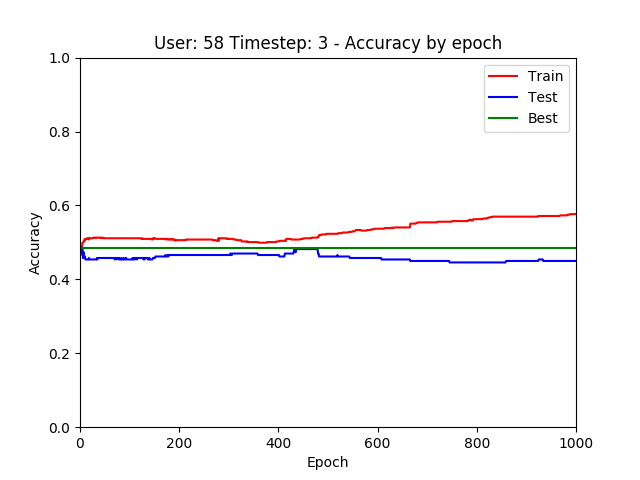 User: 58 Timestep: 3 - Accuracy by epoch
1.0
0.8
0.6
0.4
0.2
0.0
Accuracy
Train
Test
Best
0 200 400 600 800 1000
Epoch